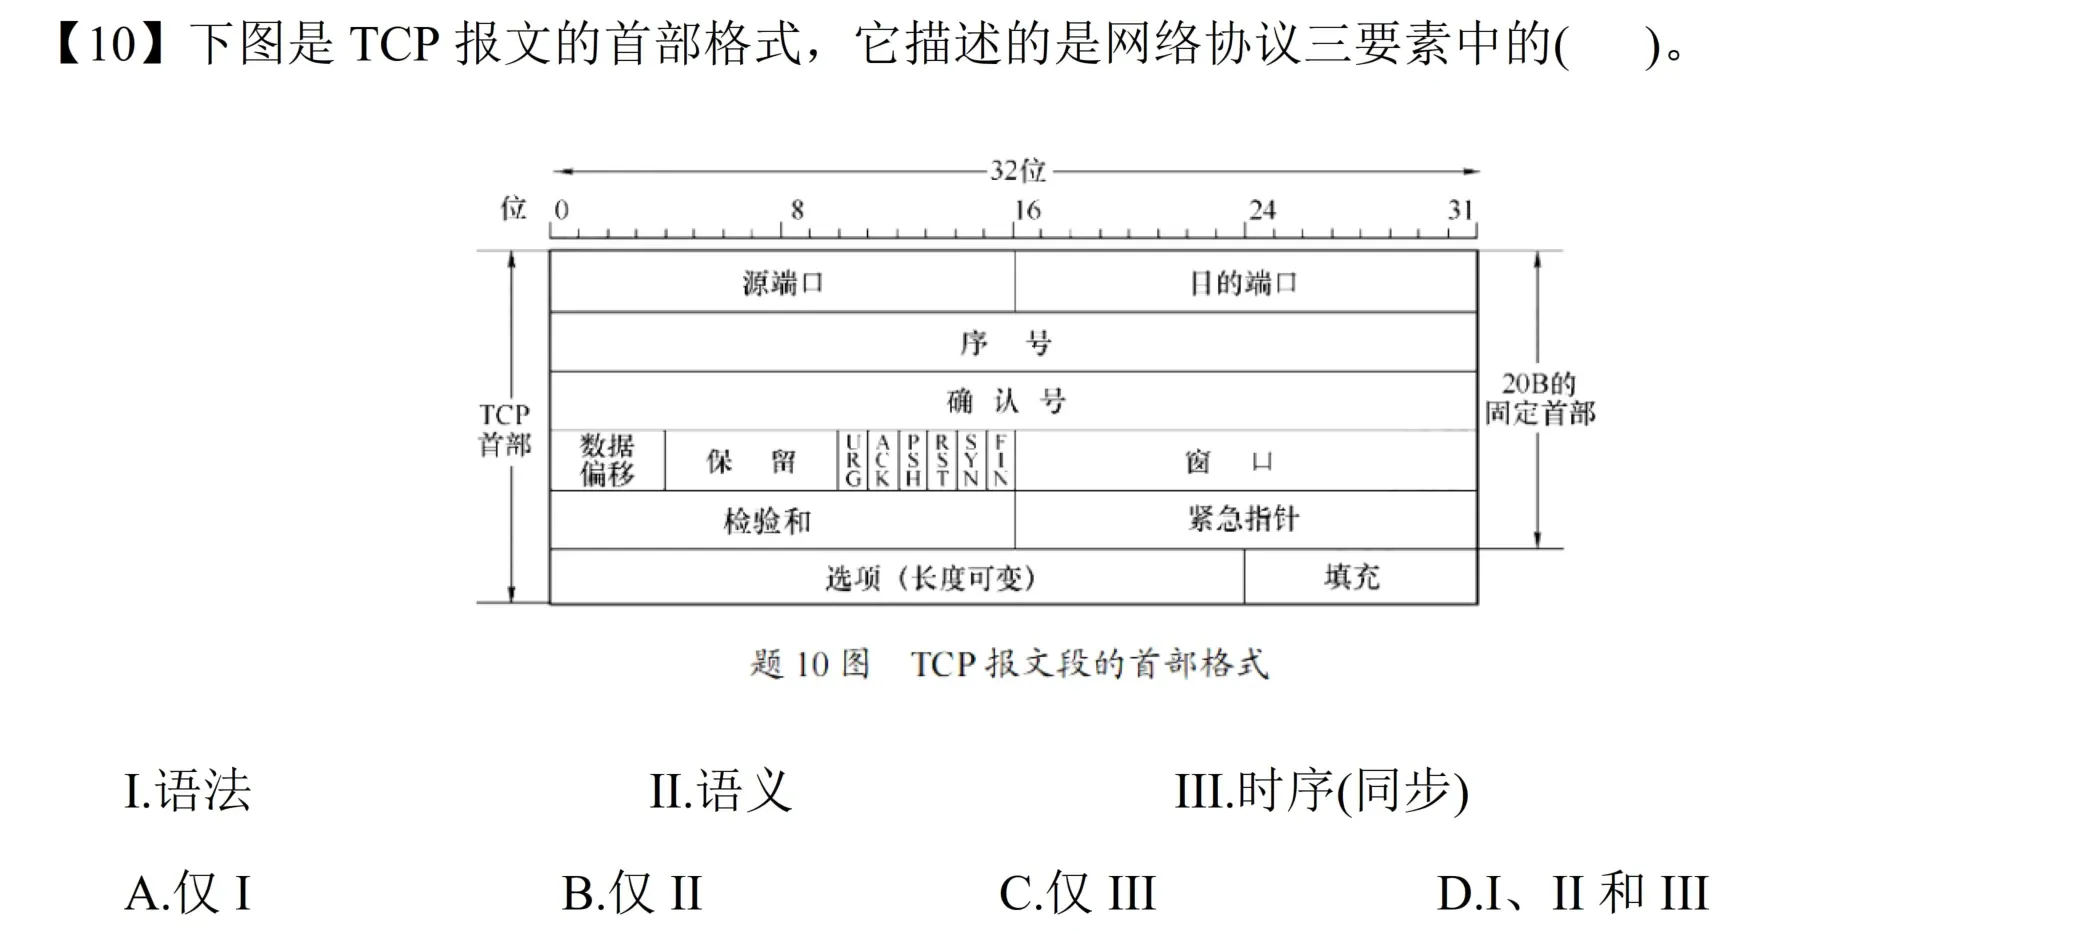 【10】下图是 TCP 报文的首部格式，它描述的是网络协议三要素中的(    )。
32位
位 0 8 16 24 31
源端口 目的端口
序 号
确 认 号
TCP首部
20B的固定首部
数据偏移 保 留 URG ACK PSH RST SYN FIN 窗 口
检验和 紧急指针
选项（长度可变） 填充
题 10 图 TCP 报文段的首部格式
I.语法 II.语义 III.时序(同步)
A.仅 I B.仅 II C.仅 III D.I、II 和 III